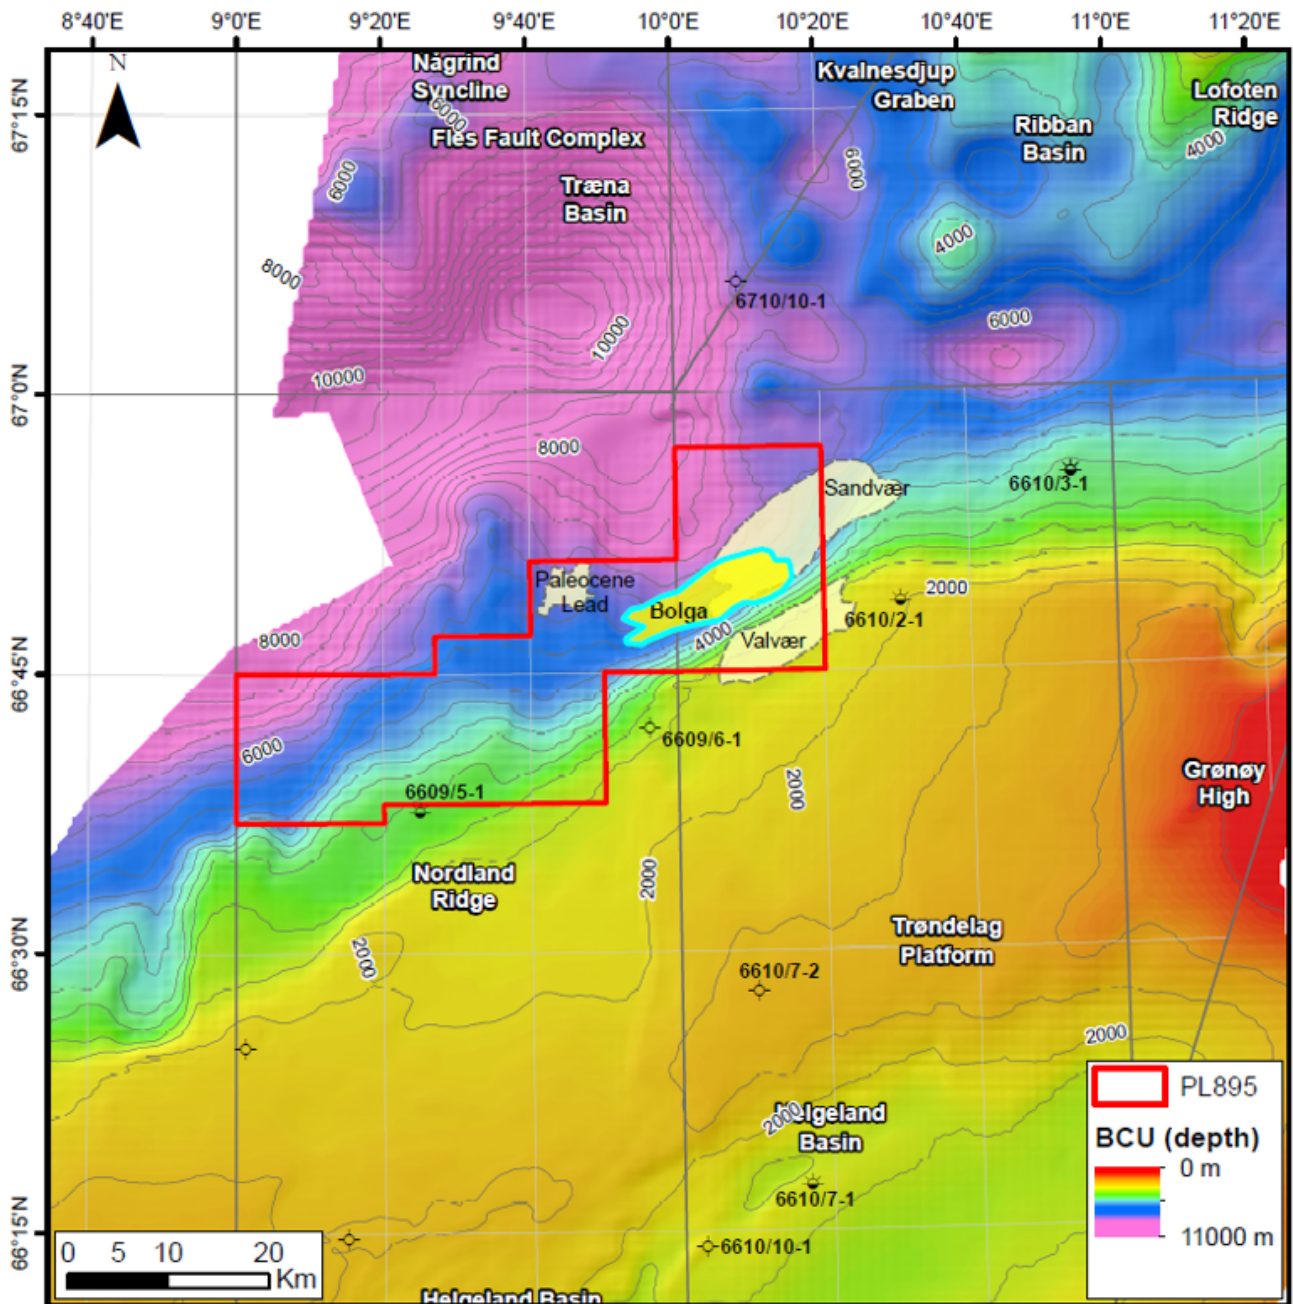 8°40'E 9°0'E 9°20'E 9°40'E 10°0'E 10°20'E 10°40'E 11°0'E 11°20'E
N
Någrind
Syncline
Kvalnesdjup
Graben
Lofoten
Ridge
67°15'N
6000
Fles Fault Complex
Ribban
Basin
4000
6000
6000
Træna
Basin
4000
8000
6710/10-1
6000
10000
10000
67°0'N
8000
Sandvær
6610/3-1
Paleocene
Lead
2000
Bolga
6610/2-1
4000
Valvær
8000
66°45'N
6000
6609/6-1
Grønøy
High
2000
6609/5-1
Nordland
Ridge
2000
Trøndelag
Platform
66°30'N
2000
6610/7-2
2000
2000
Helgeland
Basin
6610/7-1
66°15'N
6610/10-1
Helgeland Basin
0 5 10 20
Km
PL895
BCU (depth)
0 m
11000 m